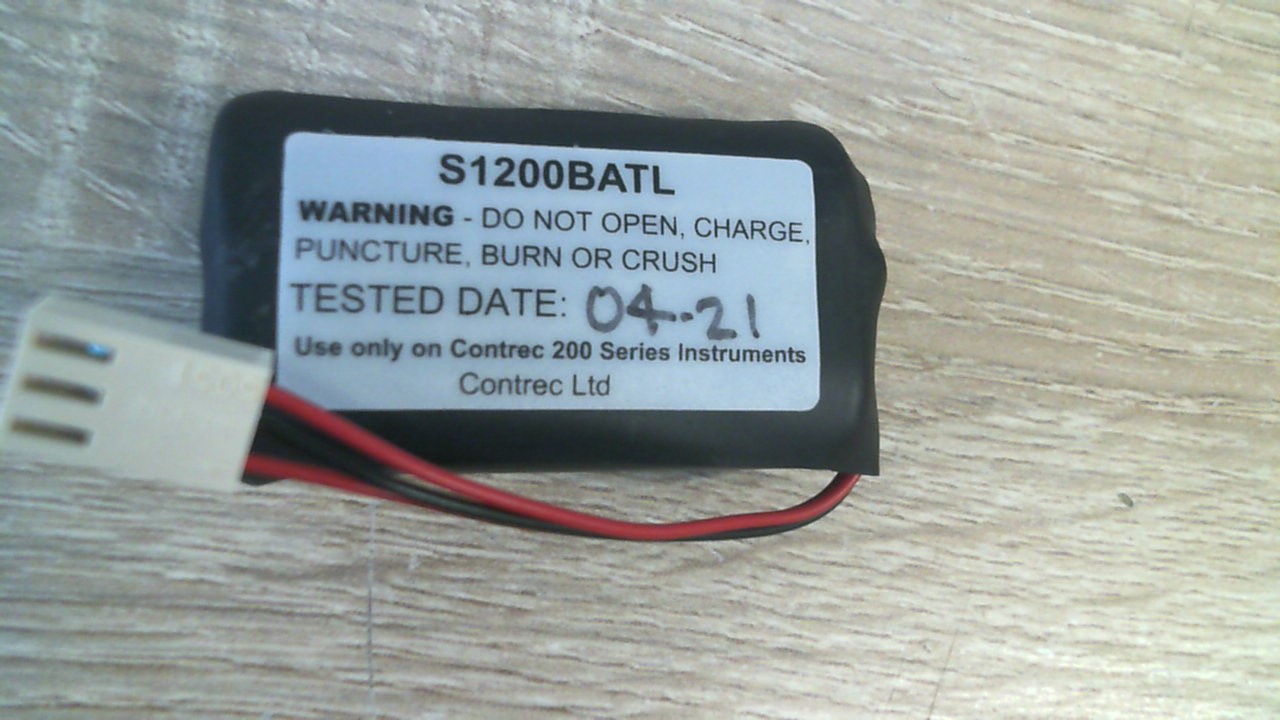 S1200BATL
WARNING - DO NOT OPEN, CHARGE,
PUNCTURE, BURN OR CRUSH
TESTED DATE: 04-21
Use only on Contrec 200 Series Instruments
Contrec Ltd